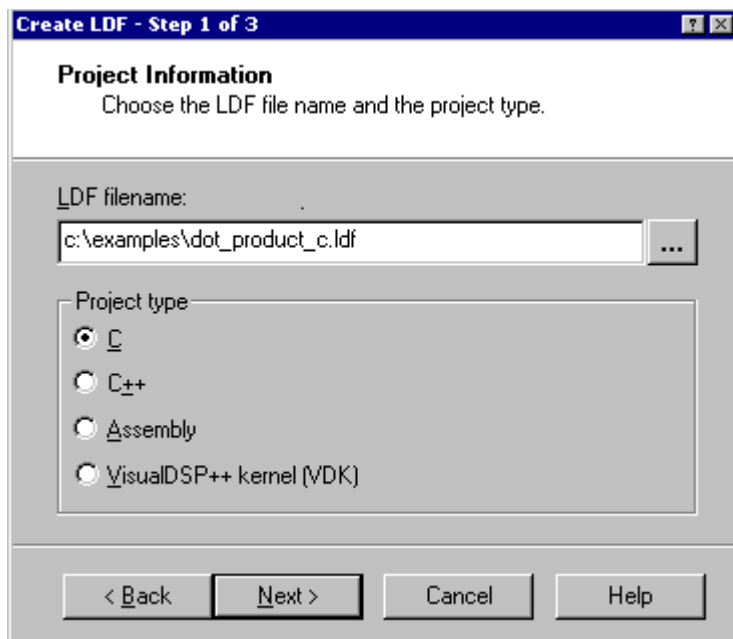 Create LDF - Step 1 of 3
Project Information
Choose the LDF file name and the project type.
LDF filename:
c:\examples\dot_product_c.ldf
...
Project type
C
C++
Assembly
VisualDSP++ kernel (VDK)
< Back Next > Cancel Help